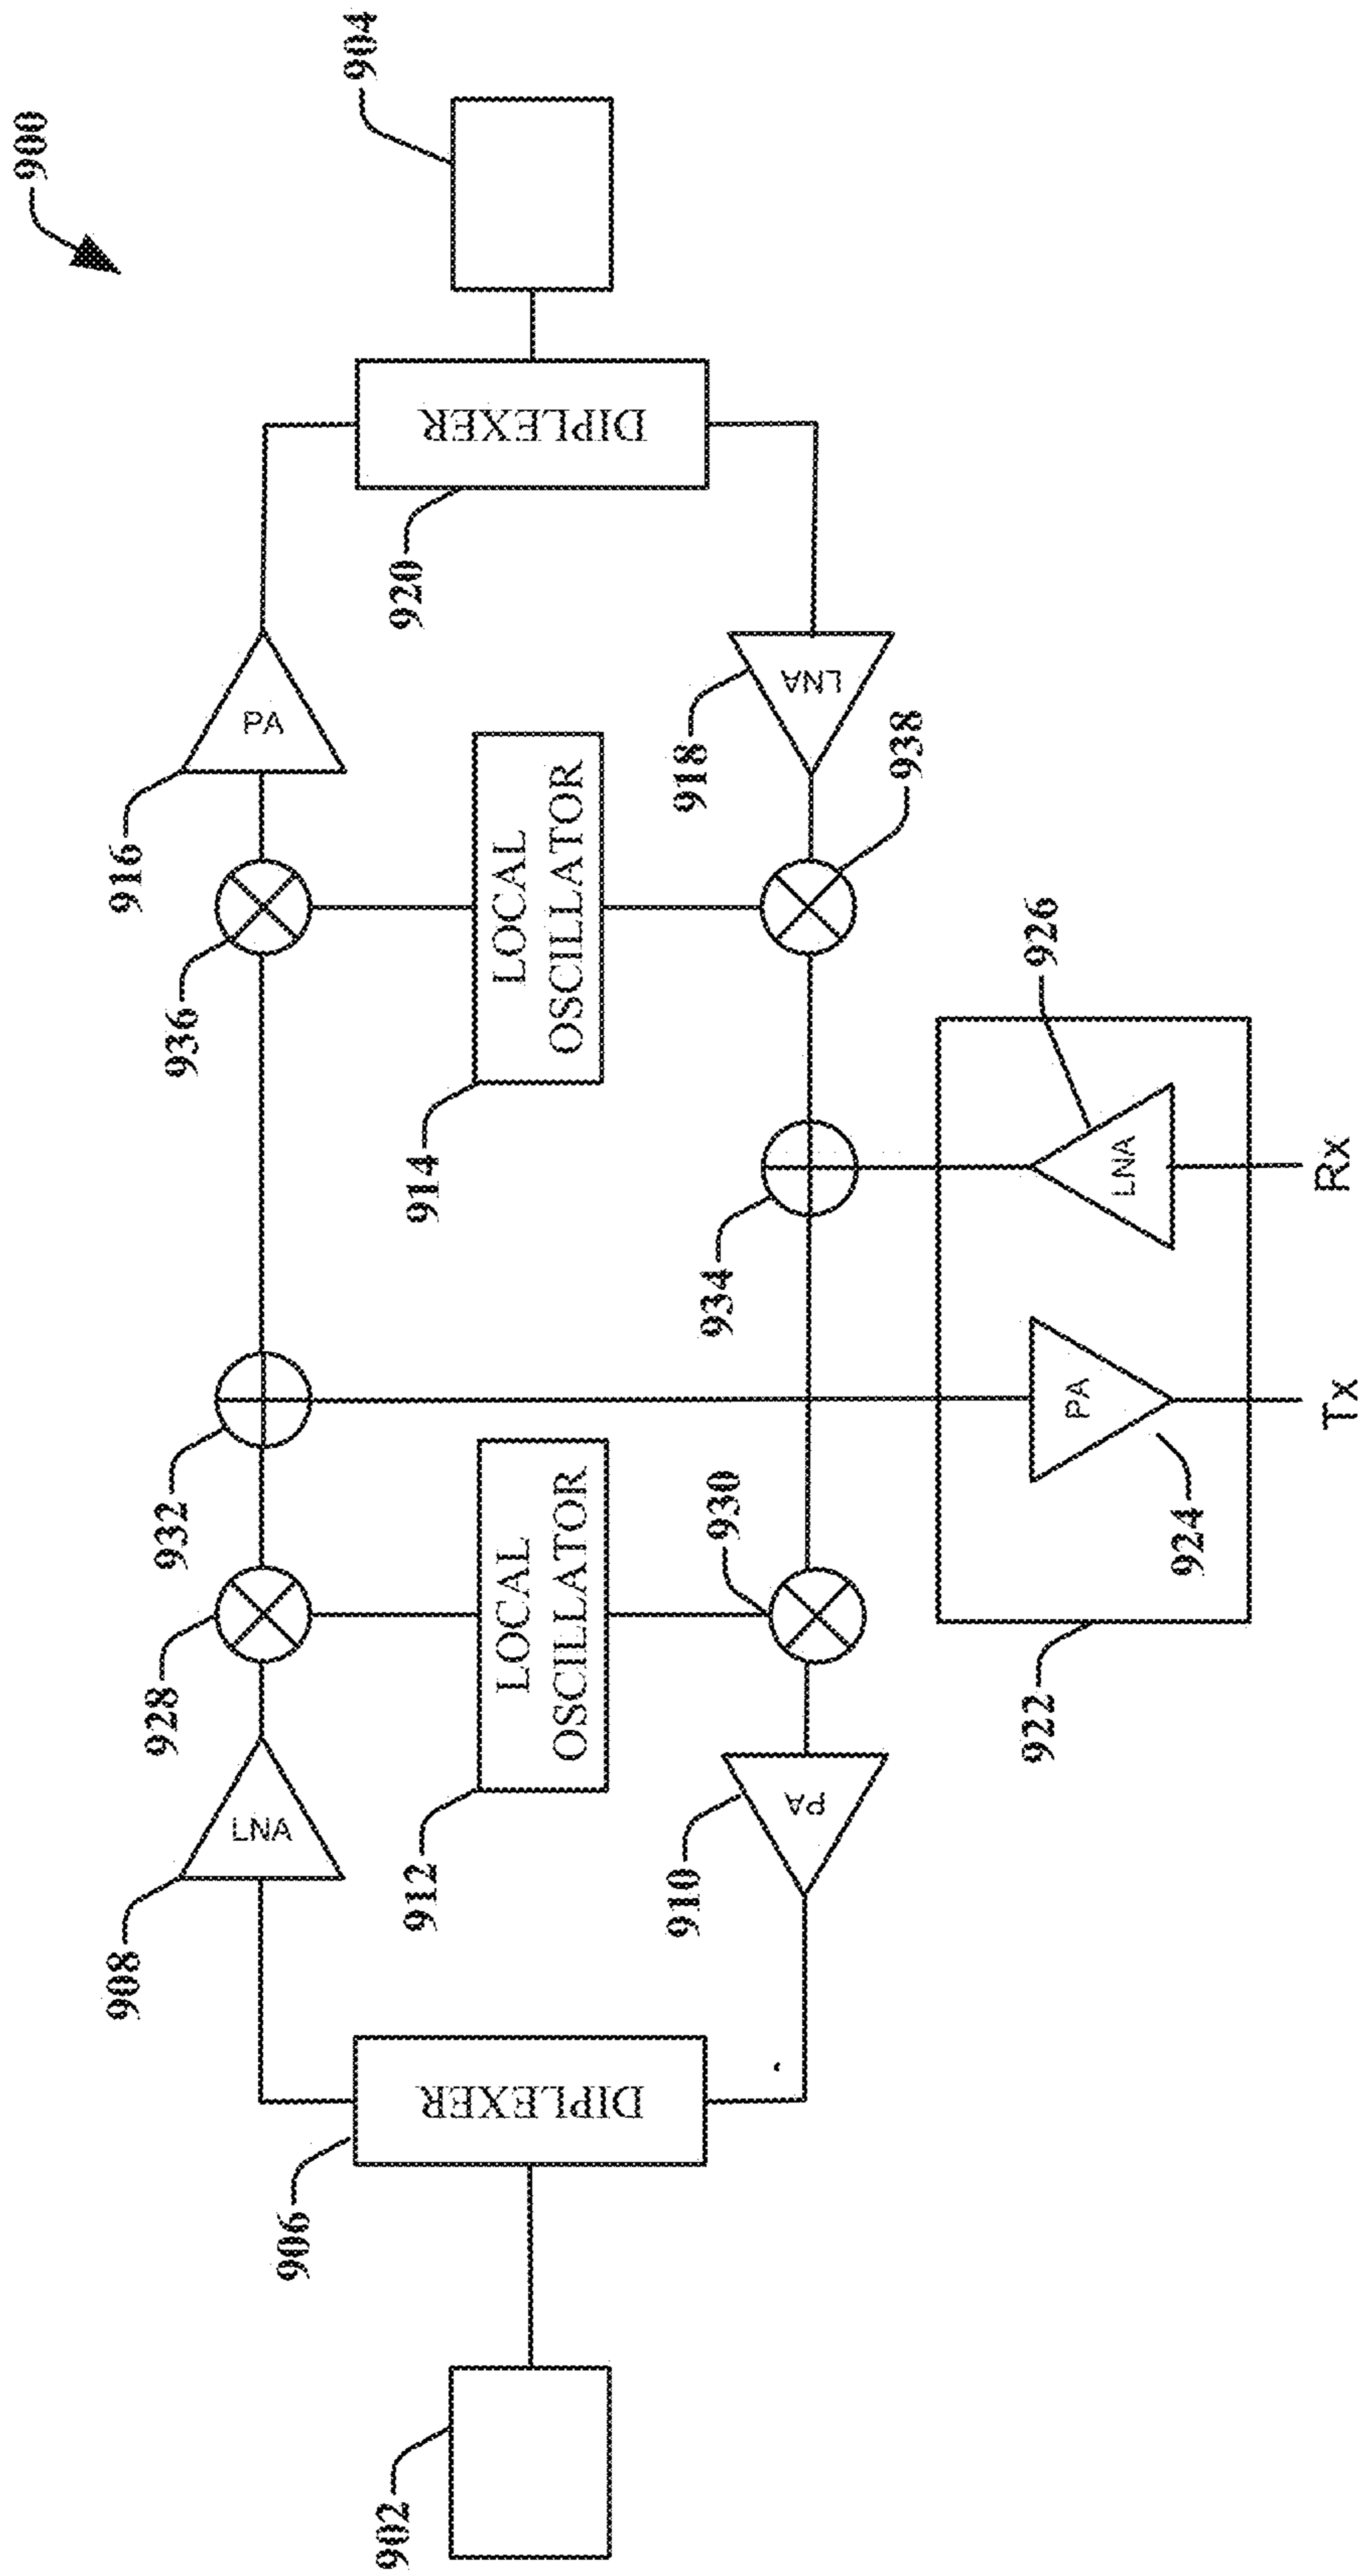 900
902
906
DIPLEXER
908
LNA
928
932
936
916
PA
920
DIPLEXER
904
912
LOCAL
OSCILLATOR
914
LOCAL
OSCILLATOR
910
PA
930
934
918
LNA
938
922
924
PA
926
LNA
Tx
Rx